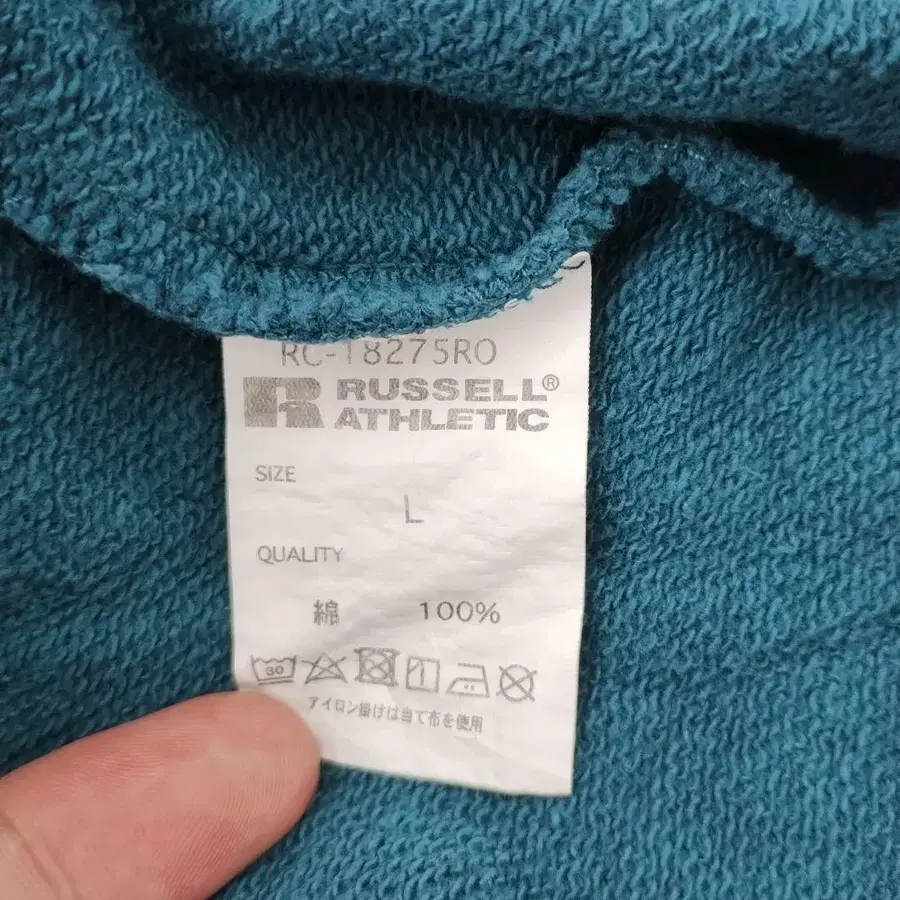 RC-18275RO
RUSSELL®
ATHLETIC
SIZE
L
QUALITY
綿 100%
30
アイロン掛けは当て布を使用